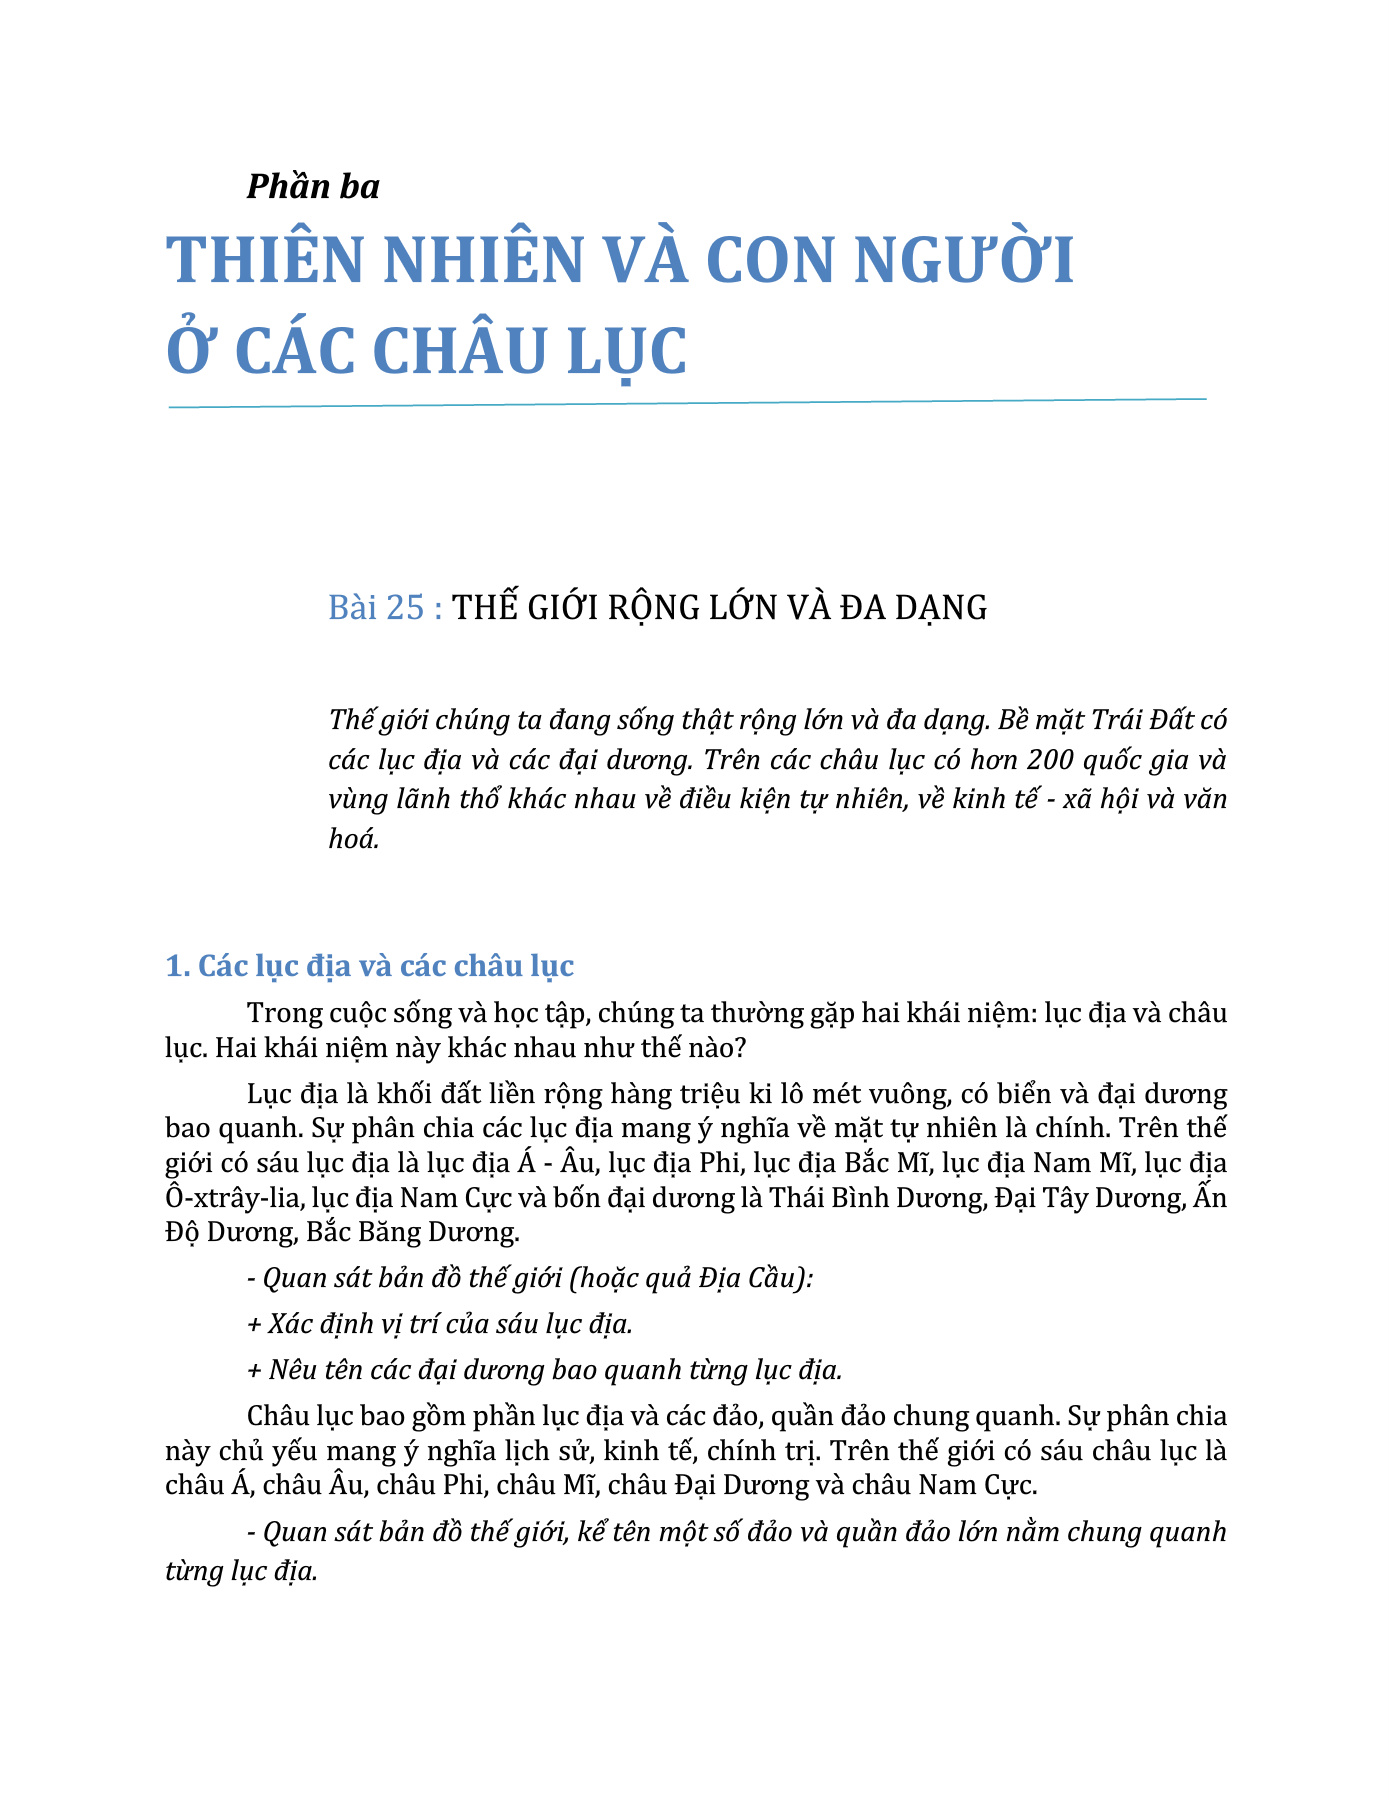 Phần ba
THIÊN NHIÊN VÀ CON NGƯỜI
Ở CÁC CHÂU LỤC
Bài 25 : THẾ GIỚI RỘNG LỚN VÀ ĐA DẠNG
Thế giới chúng ta đang sống thật rộng lớn và đa dạng. Bề mặt Trái Đất có
các lục địa và các đại dương. Trên các châu lục có hơn 200 quốc gia và
vùng lãnh thổ khác nhau về điều kiện tự nhiên, về kinh tế - xã hội và văn
hoá.
1. Các lục địa và các châu lục
Trong cuộc sống và học tập, chúng ta thường gặp hai khái niệm: lục địa và châu
lục. Hai khái niệm này khác nhau như thế nào?
Lục địa là khối đất liền rộng hàng triệu ki lô mét vuông, có biển và đại dương
bao quanh. Sự phân chia các lục địa mang ý nghĩa về mặt tự nhiên là chính. Trên thế
giới có sáu lục địa là lục địa Á - Âu, lục địa Phi, lục địa Bắc Mĩ, lục địa Nam Mĩ, lục địa
Ô-xtrây-lia, lục địa Nam Cực và bốn đại dương là Thái Bình Dương, Đại Tây Dương, Ấn
Độ Dương, Bắc Băng Dương.
- Quan sát bản đồ thế giới (hoặc quả Địa Cầu):
+ Xác định vị trí của sáu lục địa.
+ Nêu tên các đại dương bao quanh từng lục địa.
Châu lục bao gồm phần lục địa và các đảo, quần đảo chung quanh. Sự phân chia
này chủ yếu mang ý nghĩa lịch sử, kinh tế, chính trị. Trên thế giới có sáu châu lục là
châu Á, châu Âu, châu Phi, châu Mĩ, châu Đại Dương và châu Nam Cực.
- Quan sát bản đồ thế giới, kể tên một số đảo và quần đảo lớn nằm chung quanh
từng lục địa.